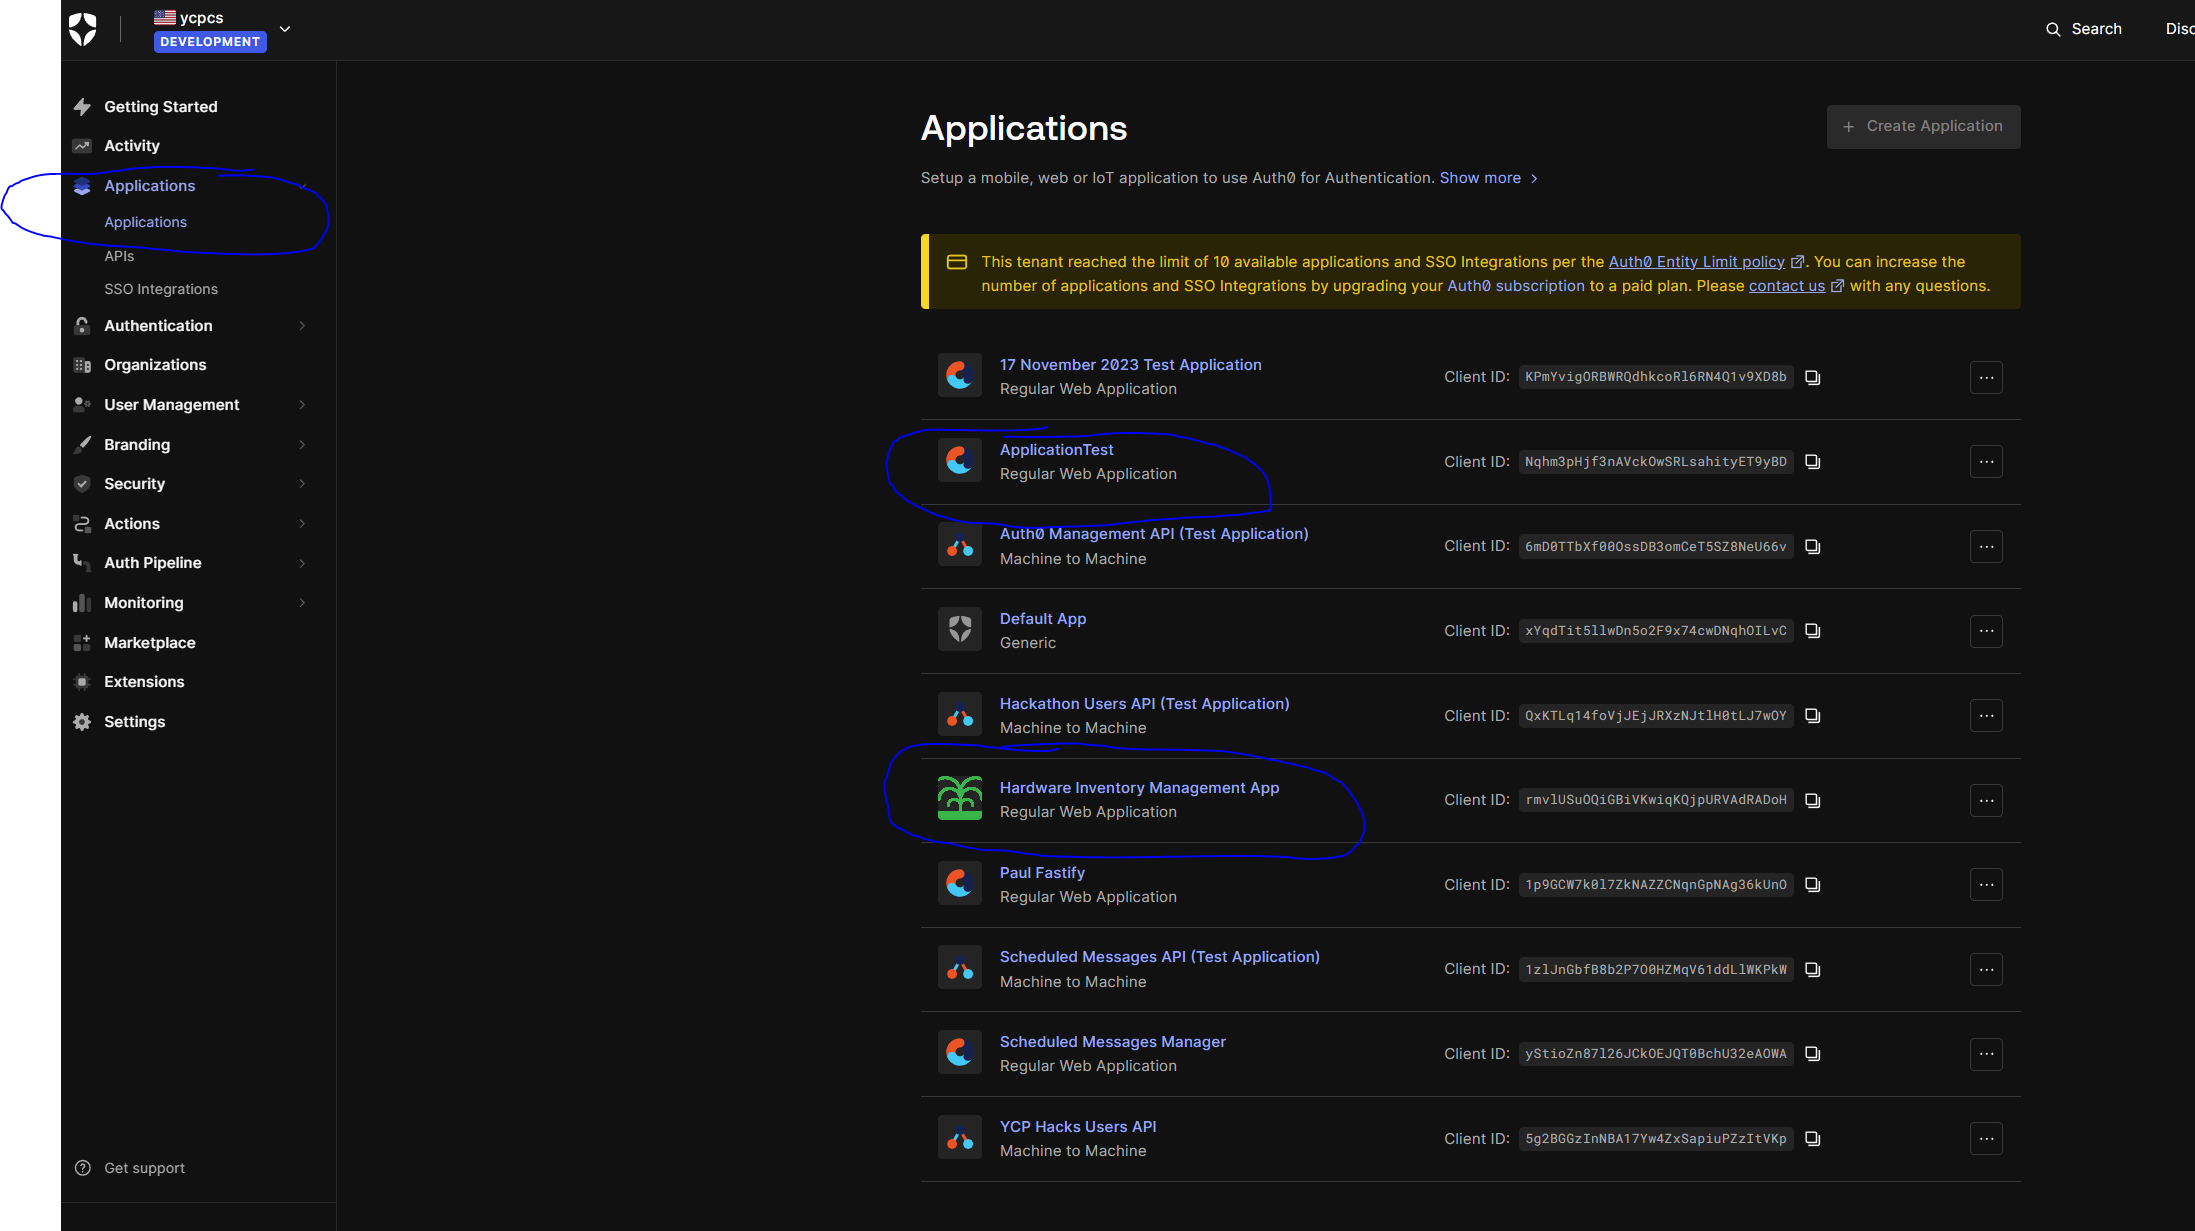 ycpcs
DEVELOPMENT
Search
Disc
Getting Started
Activity
Applications
Applications
APIs
SSO Integrations
Authentication
Organizations
User Management
Branding
Security
Actions
Auth Pipeline
Monitoring
Marketplace
Extensions
Settings
Get support
Applications
+ Create Application
Setup a mobile, web or IoT application to use Auth0 for Authentication. Show more
This tenant reached the limit of 10 available applications and SSO Integrations per the Auth0 Entity Limit policy. You can increase the
number of applications and SSO Integrations by upgrading your Auth0 subscription to a paid plan. Please contact us with any questions.
17 November 2023 Test Application
Regular Web Application
Client ID: KPmYvigORBWRQdhkcoRl6RN4Q1v9XD8b
ApplicationTest
Regular Web Application
Client ID: Nqhm3pHjf3nAVckOwSRLsahityET9yBD
Auth0 Management API (Test Application)
Machine to Machine
Client ID: 6mD0TTbXf00OssDB3omCeT5SZ8NeU66v
Default App
Generic
Client ID: xYqdTit5llwDn5o2F9x74cwDNqhOILvC
Hackathon Users API (Test Application)
Machine to Machine
Client ID: QxKTLq14foVjJEjJRXzNJtlH0tLJ7wOY
Hardware Inventory Management App
Regular Web Application
Client ID: rmvlUSuOQiGBiVKwiqKQjpURVAdRADoH
Paul Fastify
Regular Web Application
Client ID: 1p9GCW7k0l7ZkNAZZCNqnGpNAg36kUnO
Scheduled Messages API (Test Application)
Machine to Machine
Client ID: 1zlJnGbfB8b2P7O0HZMqV61ddLlWKPkW
Scheduled Messages Manager
Regular Web Application
Client ID: yStioZn87l26JCkOEJQT0BchU32eAOWA
YCP Hacks Users API
Machine to Machine
Client ID: 5g2BGGzInNBA17Yw4ZxSapiuPZzItVKp